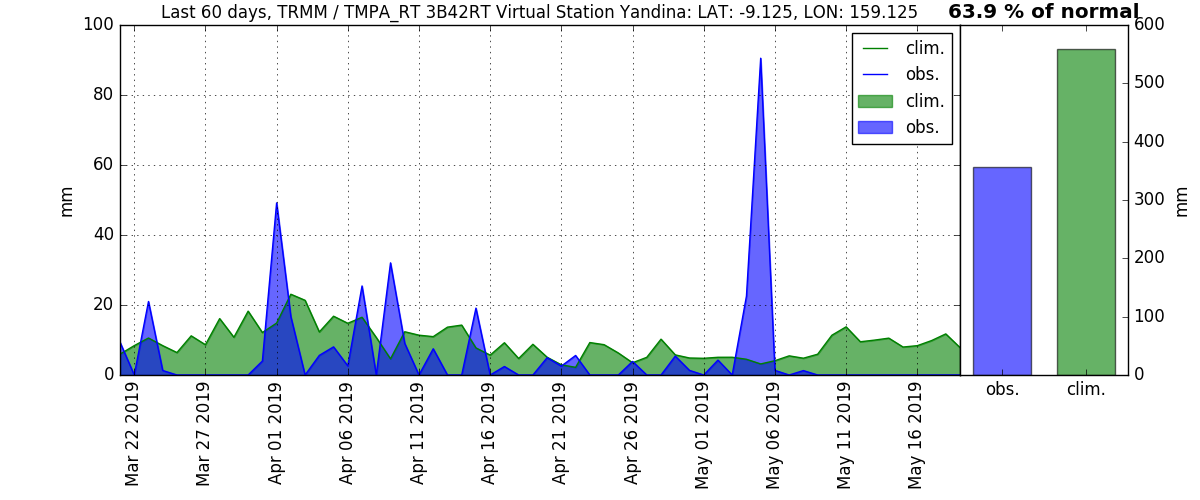 Last 60 days, TRMM / TMPA_RT 3B42RT Virtual Station Yandina: LAT: -9.125, LON: 159.125
63.9 % of normal
100
80
60
40
20
0
mm
clim.
obs.
clim.
obs.
Mar 22 2019
Mar 27 2019
Apr 01 2019
Apr 06 2019
Apr 11 2019
Apr 16 2019
Apr 21 2019
Apr 26 2019
May 01 2019
May 06 2019
May 11 2019
May 16 2019
600
500
400
300
200
100
0
mm
obs.
clim.